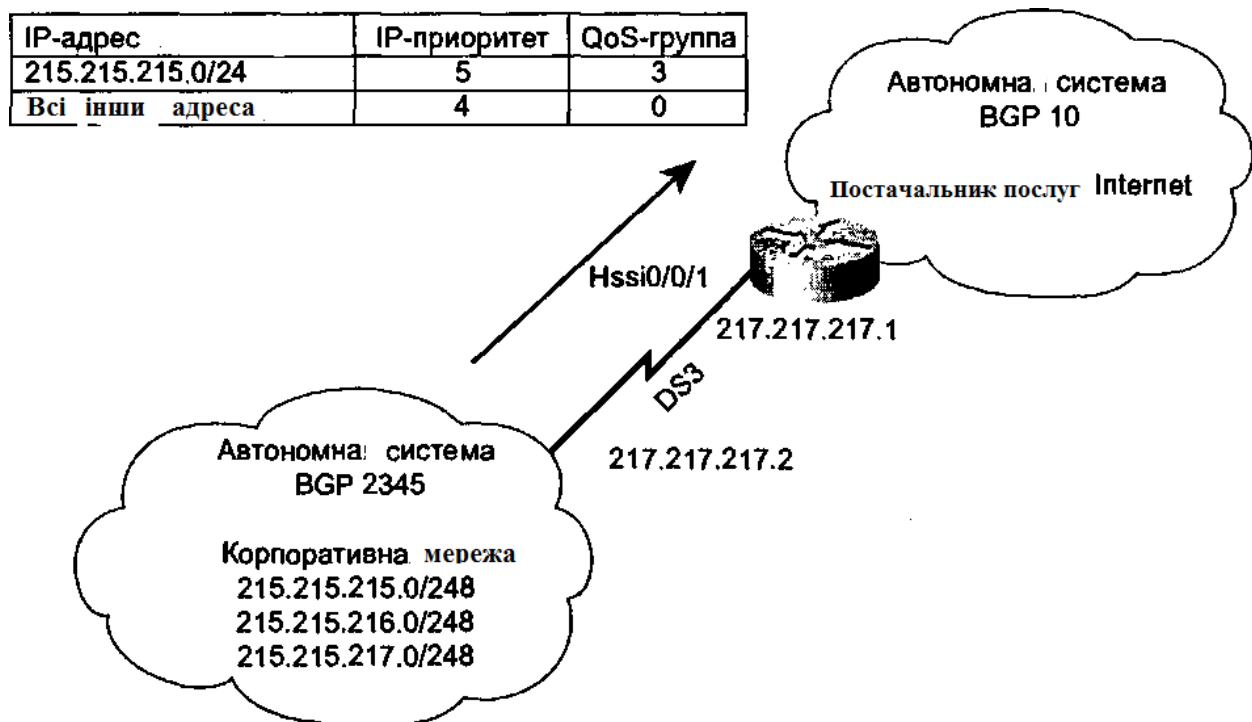 IP-адрес IP-приоритет QoS-группа
215.215.215.0/24 5 3
Всі інши адреса 4 0
Автономна система
BGP 10
Постачальник послуг Internet
Hssi0/0/1
217.217.217.1
DS3
217.217.217.2
Автономна система
BGP 2345
Корпоративна мережа
215.215.215.0/248
215.215.216.0/248
215.215.217.0/248